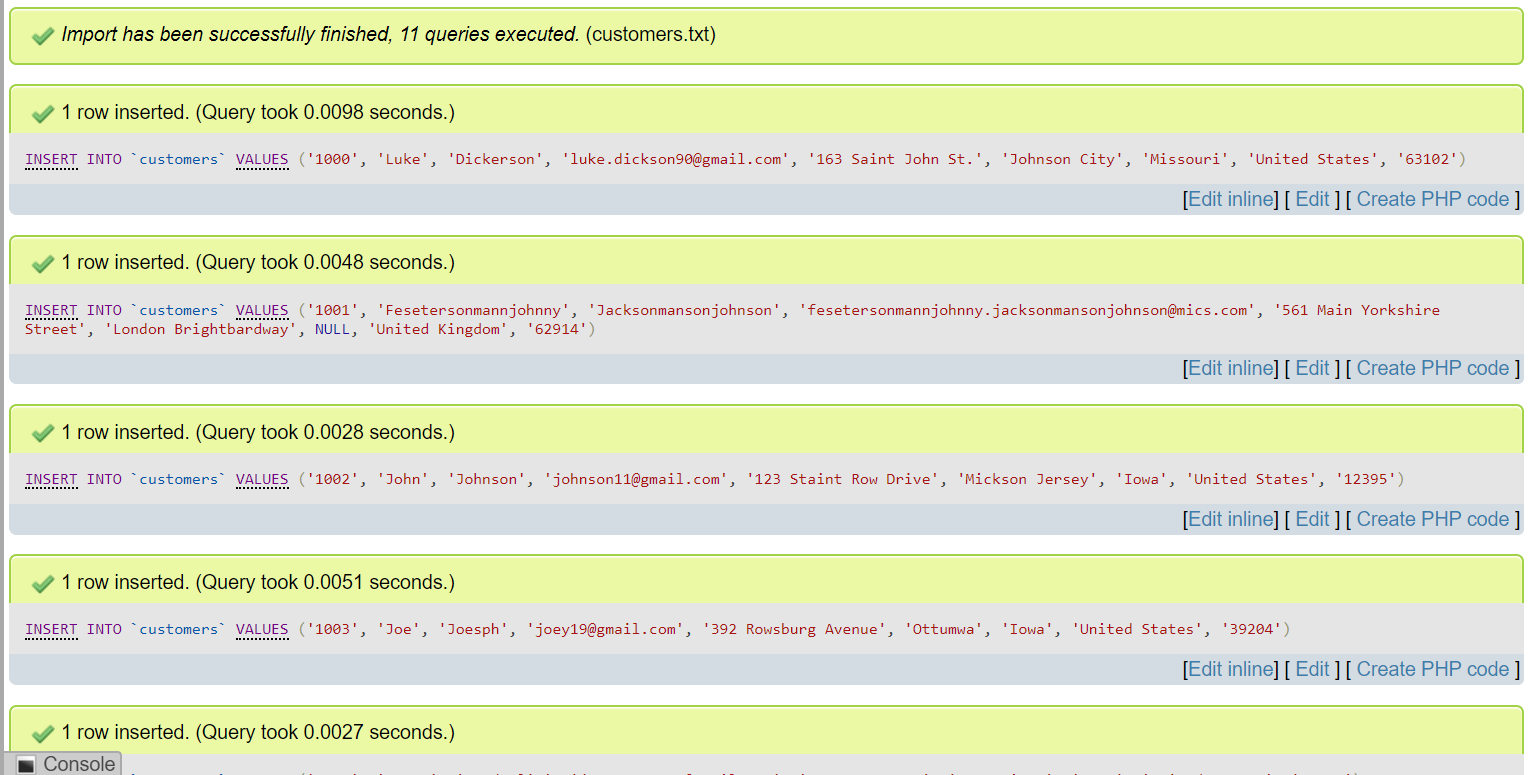 Import has been successfully finished, 11 queries executed. (customers.txt)
1 row inserted. (Query took 0.0098 seconds.)
INSERT INTO `customers` VALUES ('1000', 'Luke', 'Dickerson', 'luke.dickson90@gmail.com', '163 Saint John St.', 'Johnson City', 'Missouri', 'United States', '63102')
[Edit inline] [ Edit ] [ Create PHP code ]
1 row inserted. (Query took 0.0048 seconds.)
INSERT INTO `customers` VALUES ('1001', 'Fesetersonmannjohnny', 'Jacksonmansonjohnson', 'fesetersonmannjohnny.jacksonmansonjohnson@mics.com', '561 Main Yorkshire
Street', 'London Brightbardway', NULL, 'United Kingdom', '62914')
[Edit inline] [ Edit ] [ Create PHP code ]
1 row inserted. (Query took 0.0028 seconds.)
INSERT INTO `customers` VALUES ('1002', 'John', 'Johnson', 'johnson11@gmail.com', '123 Staint Row Drive', 'Mickson Jersey', 'Iowa', 'United States', '12395')
[Edit inline] [ Edit ] [ Create PHP code ]
1 row inserted. (Query took 0.0051 seconds.)
INSERT INTO `customers` VALUES ('1003', 'Joe', 'Joesph', 'joey19@gmail.com', '392 Rowsburg Avenue', 'Ottumwa', 'Iowa', 'United States', '39204')
[Edit inline] [ Edit ] [ Create PHP code ]
1 row inserted. (Query took 0.0027 seconds.)
Console